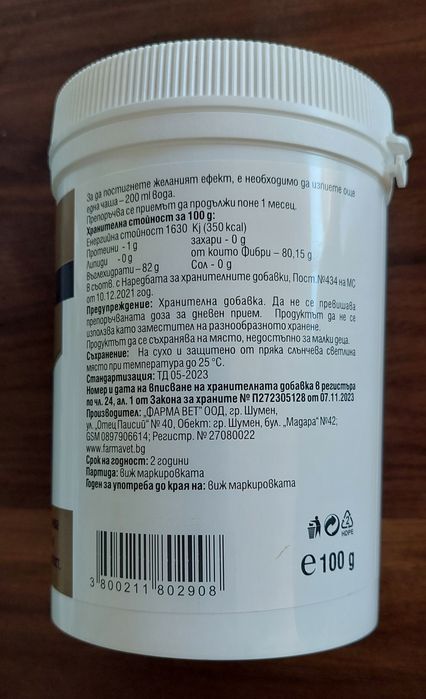 За да постигнете желаният ефект, е необходимо да изпиете още
една чаша – 200 ml вода.
Препоръчва се приемът да продължи поне 1 месец.
Хранителна стойност за 100 g:
Енергийна стойност 1630 Kj (350 kcal)
Протеини - 1 g захари - 0 g
Липиди - 0g от които Фибри – 80,15 g
Въглехидрати – 82 g Сол - 0 g
В съотв. с Наредбата за хранителните добавки, Пост.№434 на МС
от 10.12.2021 год.
Предупреждение: Хранителна добавка. Да не се превишава
препоръчваната доза за дневен прием. Продуктът да не се
използва като заместител на разнообразното хранене.
Продуктът да се съхранява на място, недостъпно за малки деца.
Съхранение: На сухо и защитено от пряка слънчева светлина
място при температура до 25 °C.
Стандартизация: ТД 05-2023
Номер и дата на вписване на хранителната добавка в регистъра
по чл. 24, ал. 1 от Закона за храните № П272305128 от 07.11.2023
Производител: „ФАРМА ВЕТ" ООД, гр. Шумен,
ул. „Отец Паисий" № 40, Обект: гр. Шумен, бул. „Мадара" №42;
GSM 0897906614; Регистр. № 27080022
www.farmavet.bg
Срок на годност: 2 години
Партида: виж маркировката
Годен за употреба до края на: виж маркировката
2
HDPE
℮ 100 g
3 800211 802908